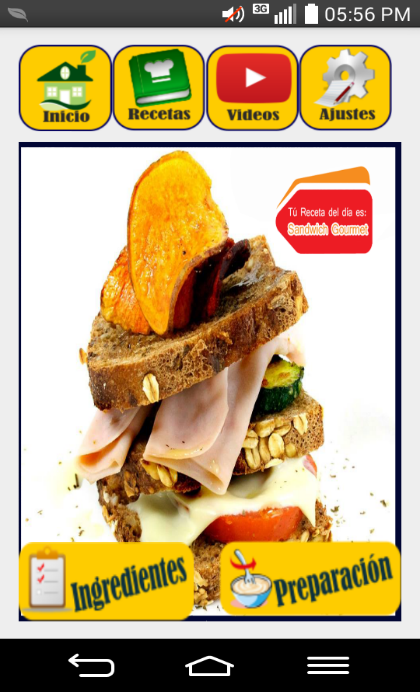 3G 05:56 PM
Inicio Recetas Videos Ajustes
Tú Receta del día es:
Sandwich Gourmet
Ingredientes Preparación